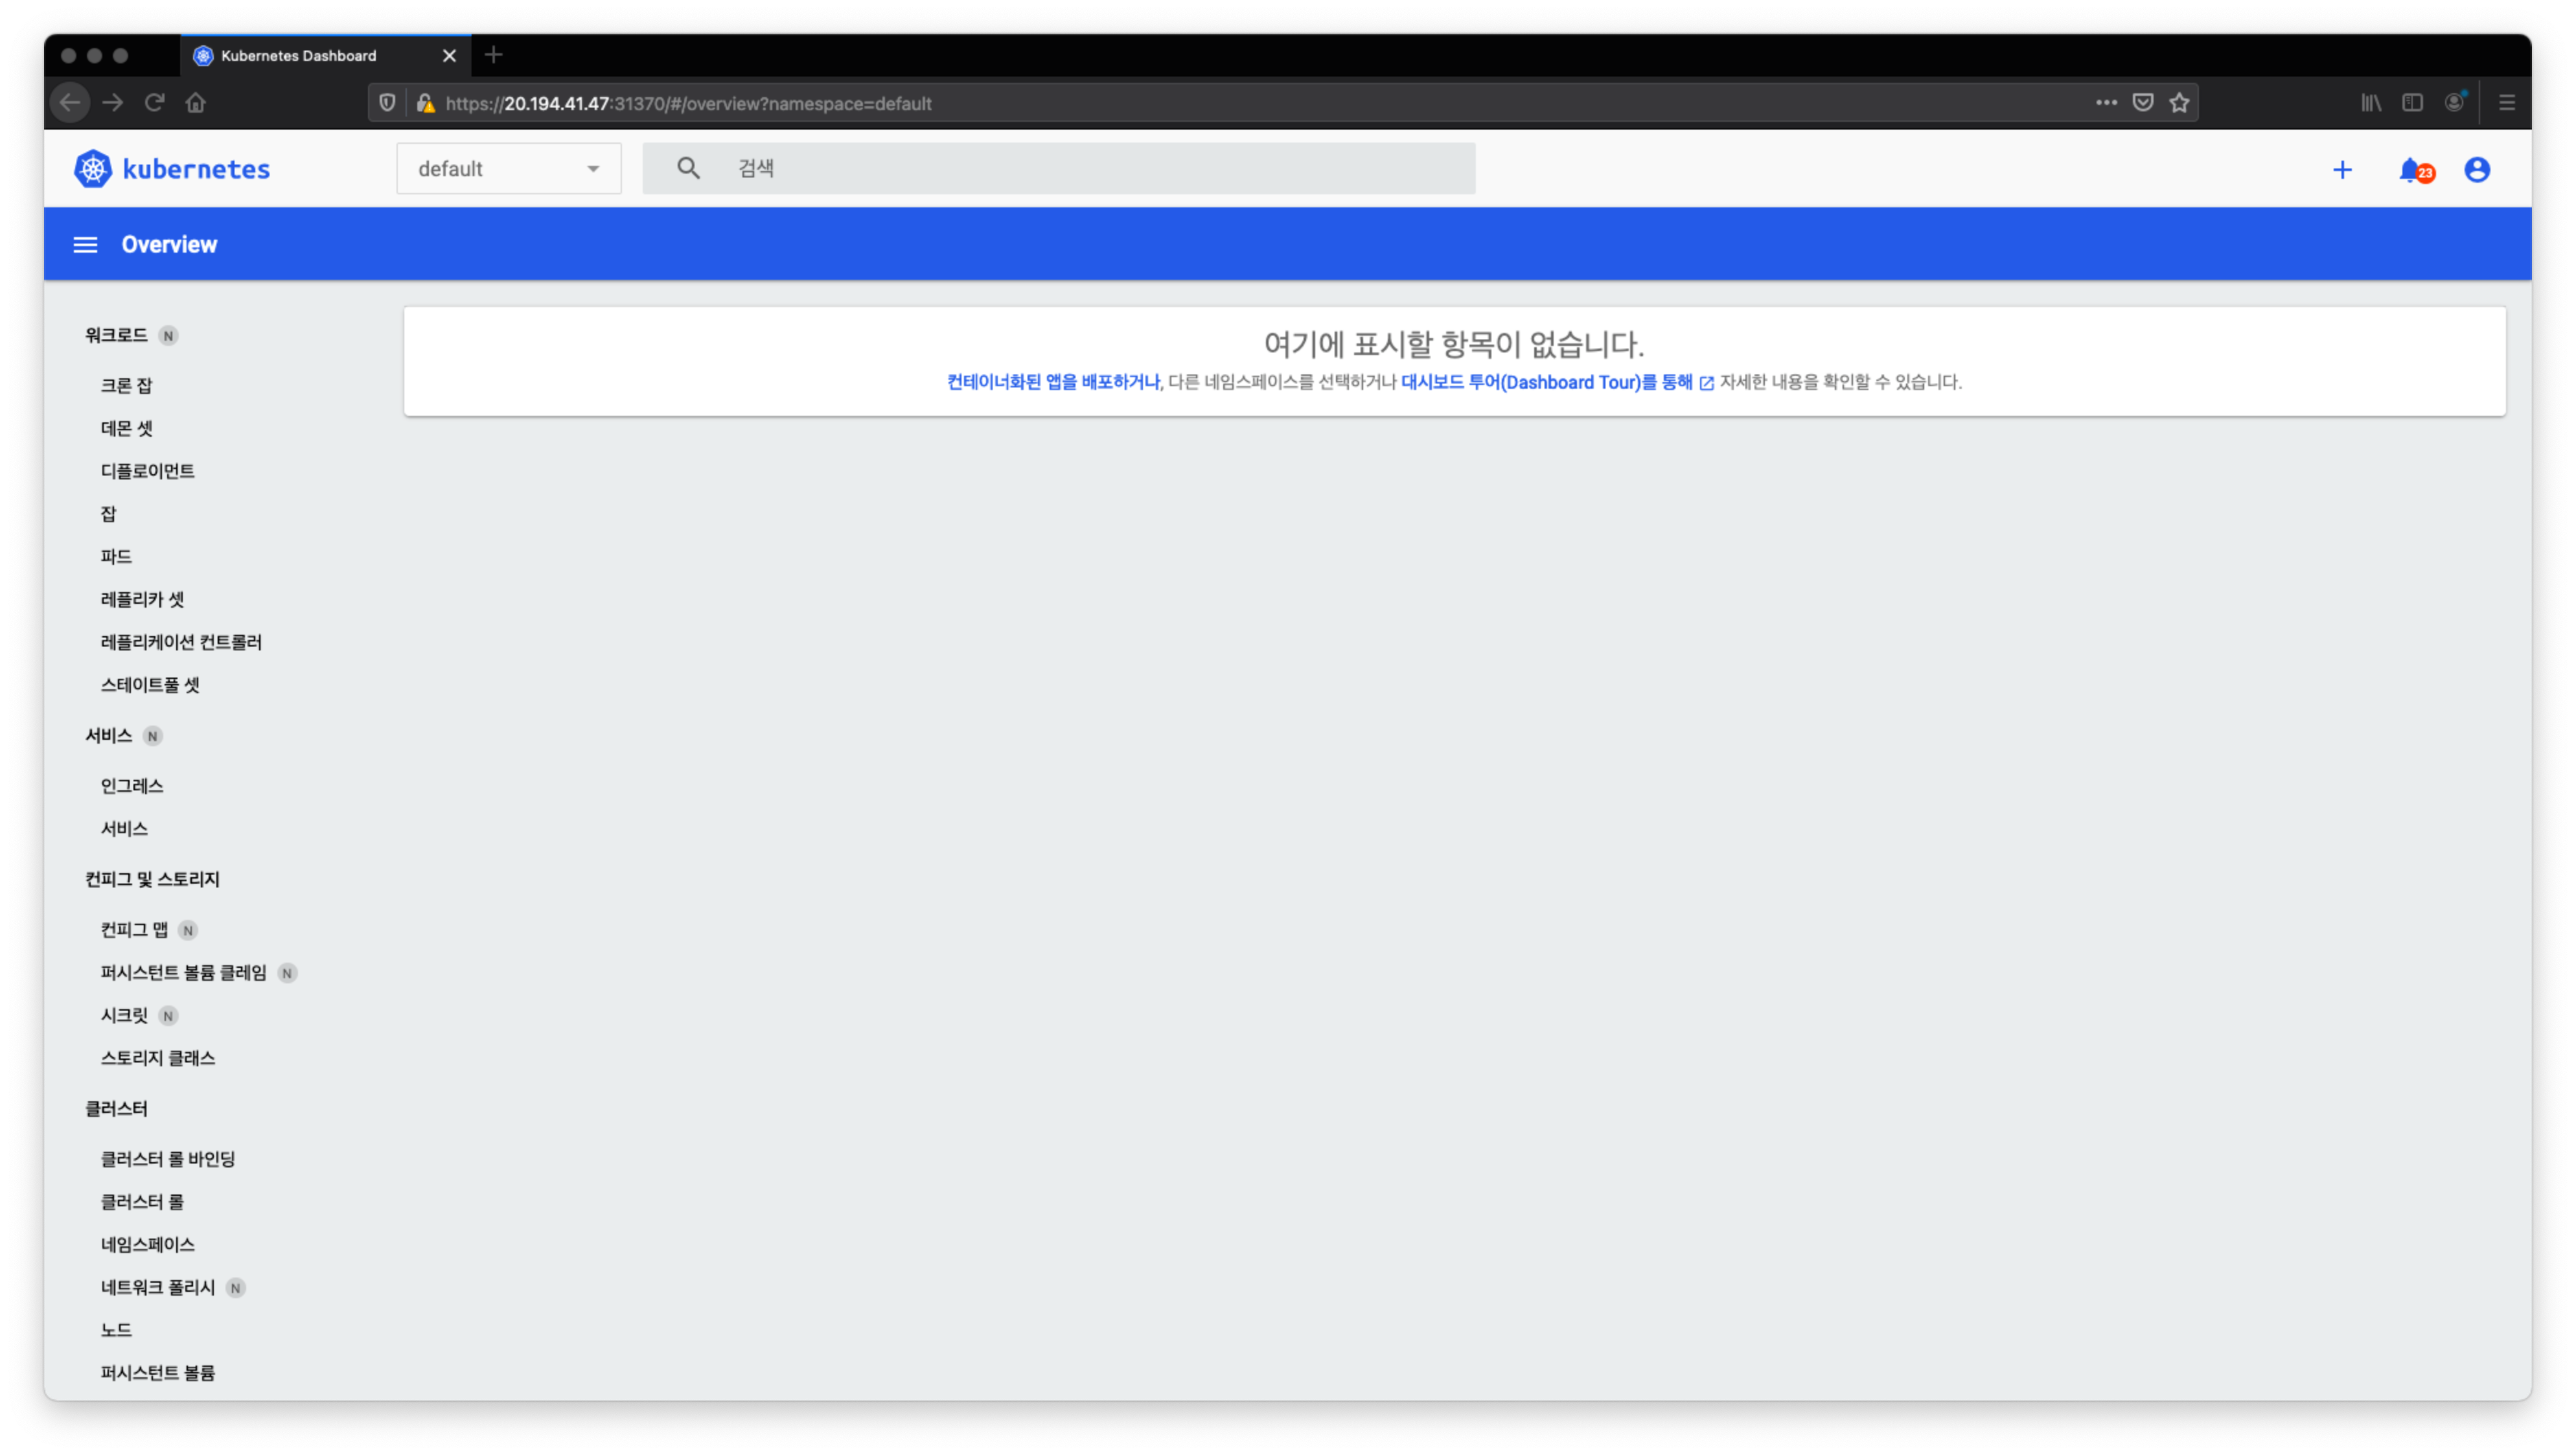 Kubernetes Dashboard
https://20.194.41.47:31370/#/overview?namespace=default
kubernetes
default
검색
23
Overview
워크로드 N
크론 잡
데몬 셋
디플로이먼트
잡
파드
레플리카 셋
레플리케이션 컨트롤러
스테이트풀 셋
서비스 N
인그레스
서비스
컨피그 및 스토리지
컨피그 맵 N
퍼시스턴트 볼륨 클레임 N
시크릿 N
스토리지 클래스
클러스터
클러스터 롤 바인딩
클러스터 롤
네임스페이스
네트워크 폴리시 N
노드
퍼시스턴트 볼륨
여기에 표시할 항목이 없습니다.
컨테이너화된 앱을 배포하거나, 다른 네임스페이스를 선택하거나 대시보드 투어(Dashboard Tour)를 통해 자세한 내용을 확인할 수 있습니다.